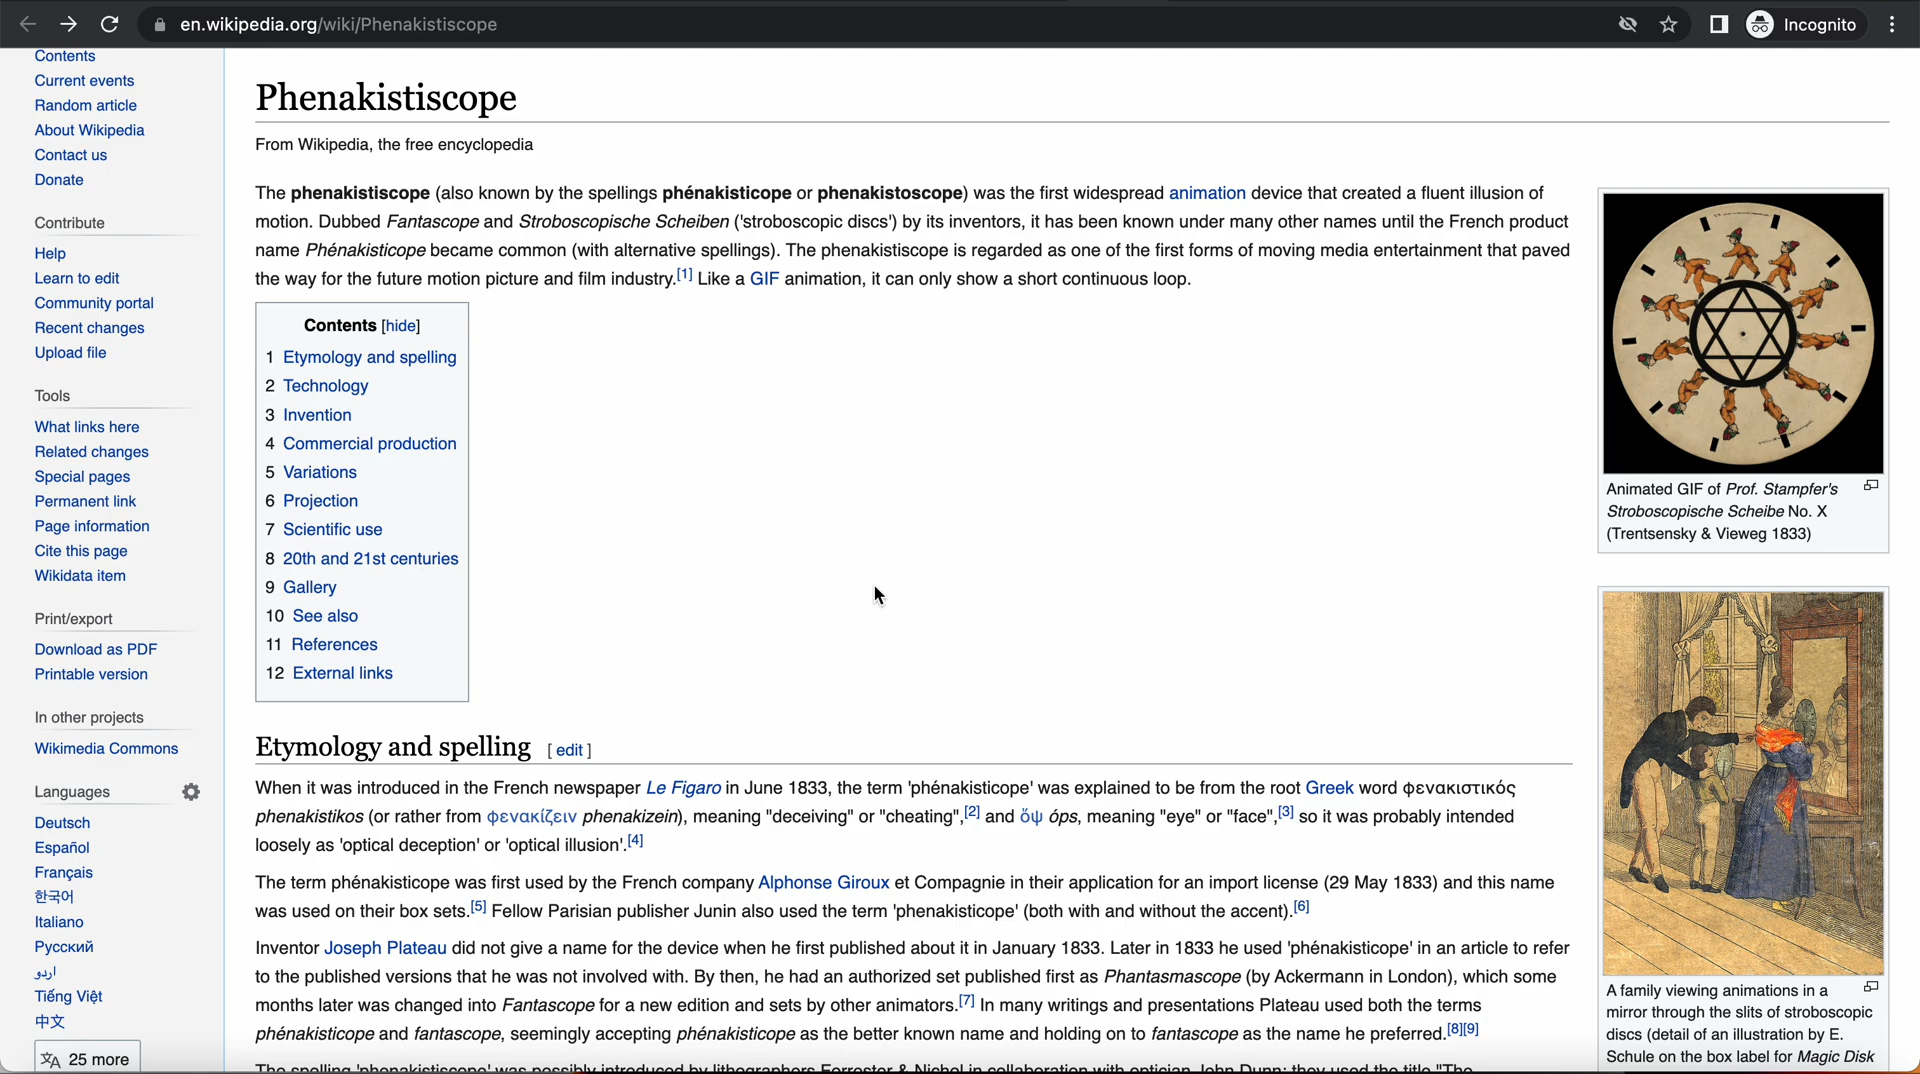 en.wikipedia.org/wiki/Phenakistiscope
Incognito
Contents
Current events
Random article
About Wikipedia
Contact us
Donate
Contribute
Help
Learn to edit
Community portal
Recent changes
Upload file
Tools
What links here
Related changes
Special pages
Permanent link
Page information
Cite this page
Wikidata item
Print/export
Download as PDF
Printable version
In other projects
Wikimedia Commons
Languages
Deutsch
Español
Français
한국어
Italiano
Русский
اردو
Tiếng Việt
中文
25 more
Phenakistiscope
From Wikipedia, the free encyclopedia
The phenakistiscope (also known by the spellings phénakisticope or phenakistoscope) was the first widespread animation device that created a fluent illusion of
motion. Dubbed Fantascope and Stroboscopische Scheiben ('stroboscopic discs') by its inventors, it has been known under many other names until the French product
name Phénakisticope became common (with alternative spellings). The phenakistiscope is regarded as one of the first forms of moving media entertainment that paved
the way for the future motion picture and film industry.[1] Like a GIF animation, it can only show a short continuous loop.
Contents [hide]
1 Etymology and spelling
2 Technology
3 Invention
4 Commercial production
5 Variations
6 Projection
7 Scientific use
8 20th and 21st centuries
9 Gallery
10 See also
11 References
12 External links
Etymology and spelling [ edit ]
When it was introduced in the French newspaper Le Figaro in June 1833, the term 'phénakisticope' was explained to be from the root Greek word φενακιστικός
phenakistikos (or rather from φενακίζειν phenakizein), meaning "deceiving" or "cheating",[2] and ὄψ óps, meaning "eye" or "face",[3] so it was probably intended
loosely as 'optical deception' or 'optical illusion'.[4]
The term phénakisticope was first used by the French company Alphonse Giroux et Compagnie in their application for an import license (29 May 1833) and this name
was used on their box sets.[5] Fellow Parisian publisher Junin also used the term 'phenakisticope' (both with and without the accent).[6]
Inventor Joseph Plateau did not give a name for the device when he first published about it in January 1833. Later in 1833 he used 'phénakisticope' in an article to refer
to the published versions that he was not involved with. By then, he had an authorized set published first as Phantasmascope (by Ackermann in London), which some
months later was changed into Fantascope for a new edition and sets by other animators.[7] In many writings and presentations Plateau used both the terms
phénakisticope and fantascope, seemingly accepting phénakisticope as the better known name and holding on to fantascope as the name he preferred.[8][9]
The spelling 'phenakistiscope' was possibly introduced by lithographers Forrester & Nichol in collaboration with optician John Dunn; they used the title "The
Animated GIF of Prof. Stampfer's
Stroboscopische Scheibe No. X
(Trentsensky & Vieweg 1833)
A family viewing animations in a
mirror through the slits of stroboscopic
discs (detail of an illustration by E.
Schule on the box label for Magic Disk